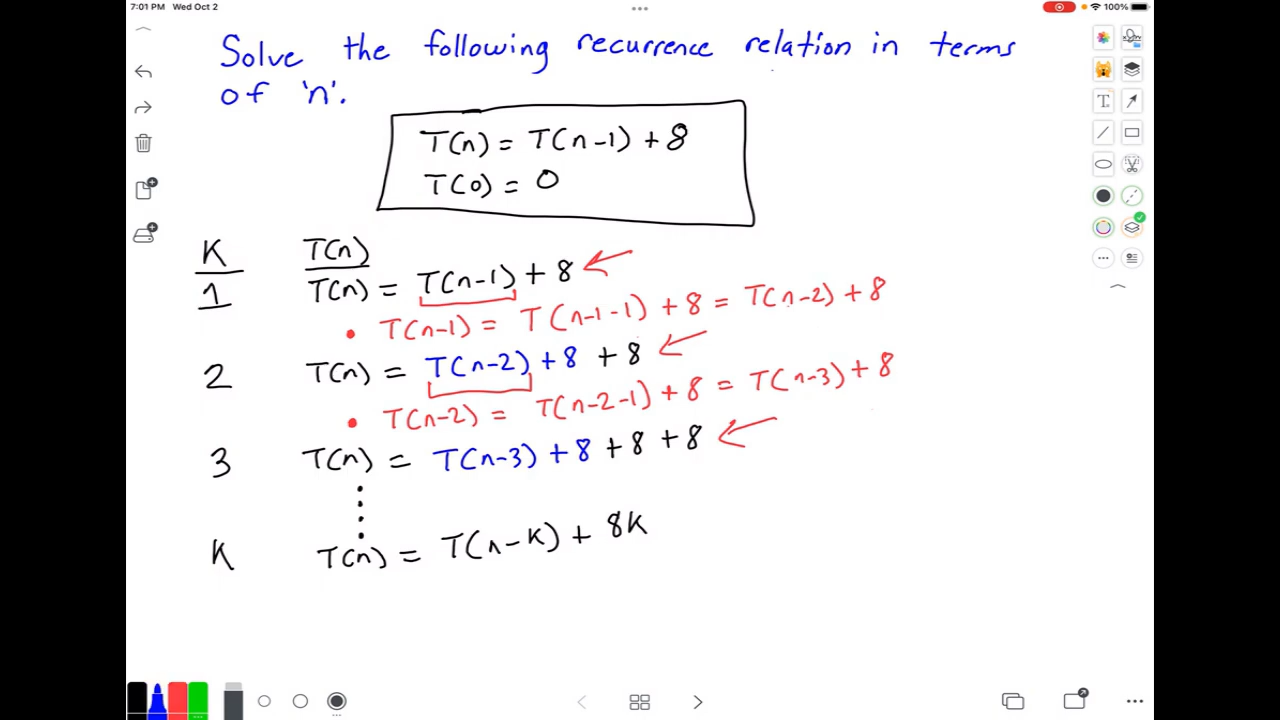 7:01 PM Wed Oct 2
100%
Solve the following recurrence relation in terms
of 'n'.
T(n) = T(n-1) + 8
T(0) = 0
K T(n)
1 T(n) = T(n-1) + 8
• T(n-1) = T(n-1-1) + 8 = T(n-2) + 8
2 T(n) = T(n-2) + 8 + 8
• T(n-2) = T(n-2-1) + 8 = T(n-3) + 8
3 T(n) = T(n-3) + 8 + 8 + 8
K T(n) = T(n-K) + 8K